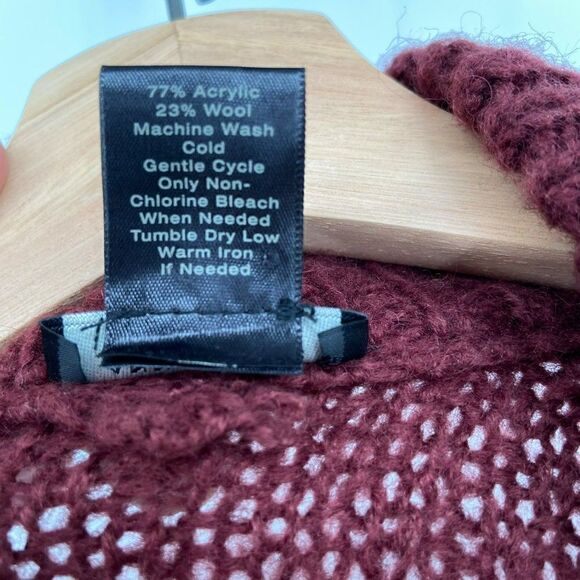 77% Acrylic
23% Wool
Machine Wash
Cold
Gentle Cycle
Only Non-
Chlorine Bleach
When Needed
Tumble Dry Low
Warm Iron
If Needed